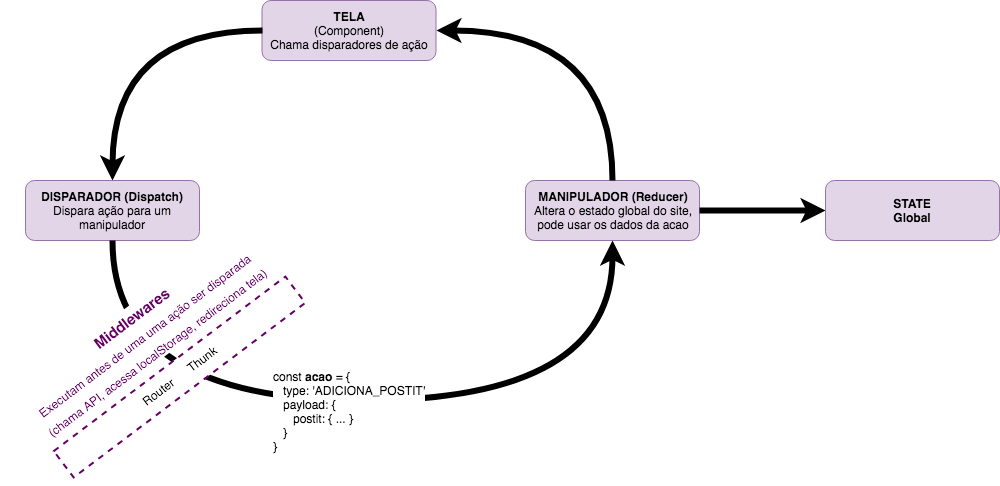 TELA
(Component)
Chama disparadores de ação
DISPARADOR (Dispatch)
Dispara ação para um
manipulador
MANIPULADOR (Reducer)
Altera o estado global do site,
pode usar os dados da acao
STATE
Global
Middlewares
Executam antes de uma uma ação ser disparada
(chama API, acessa localStorage, redireciona tela)
Router Thunk
const acao = {
type: 'ADICIONA_POSTIT'
payload: {
postit: { ... }
}
}